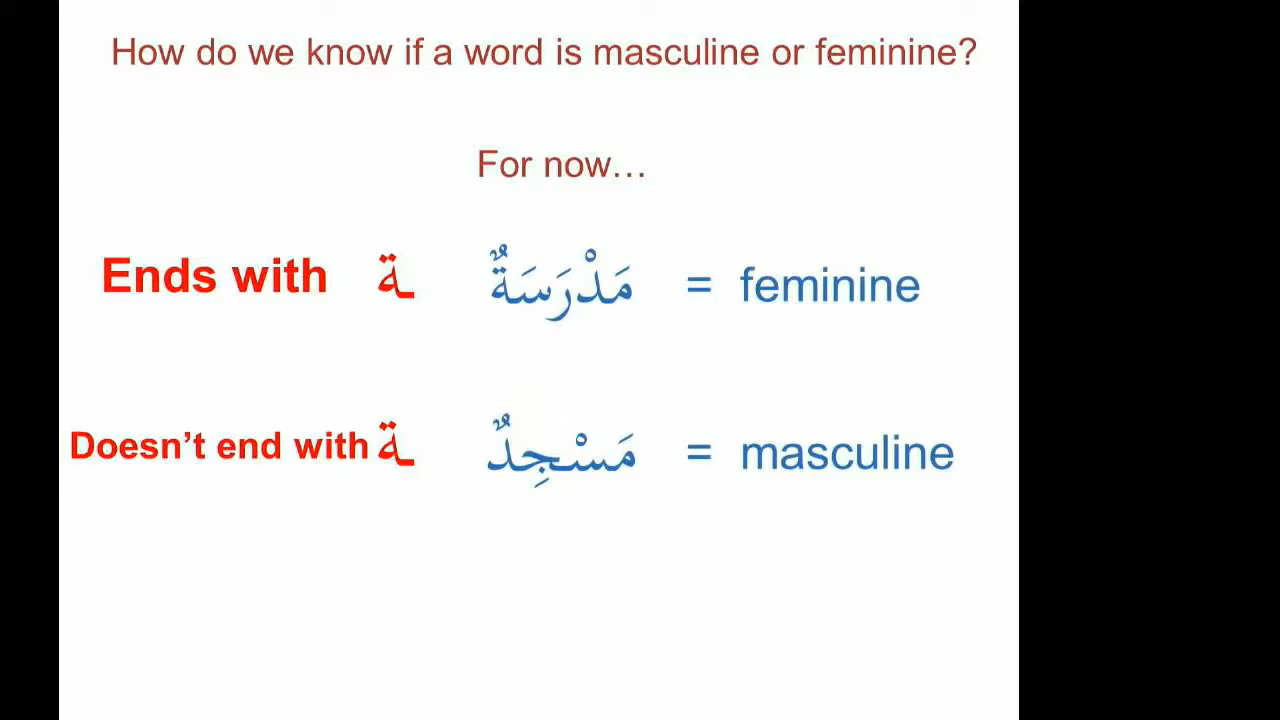 How do we know if a word is masculine or feminine?
For now…
Ends with ـة مَدْرَسَةٌ = feminine
Doesn’t end with ـة مَسْجِدٌ = masculine